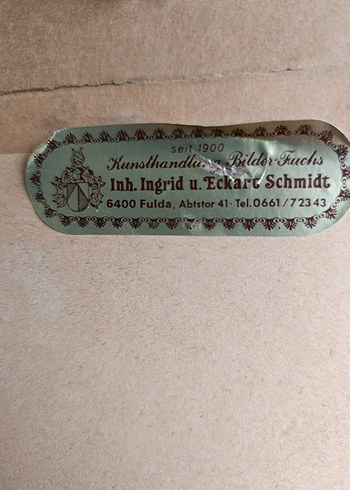 seit 1900
Kunsthandlung Bilder-Fuchs
Inh. Ingrid u. Eckart Schmidt
6400 Fulda, Abtstor 41 · Tel. 0661/72343